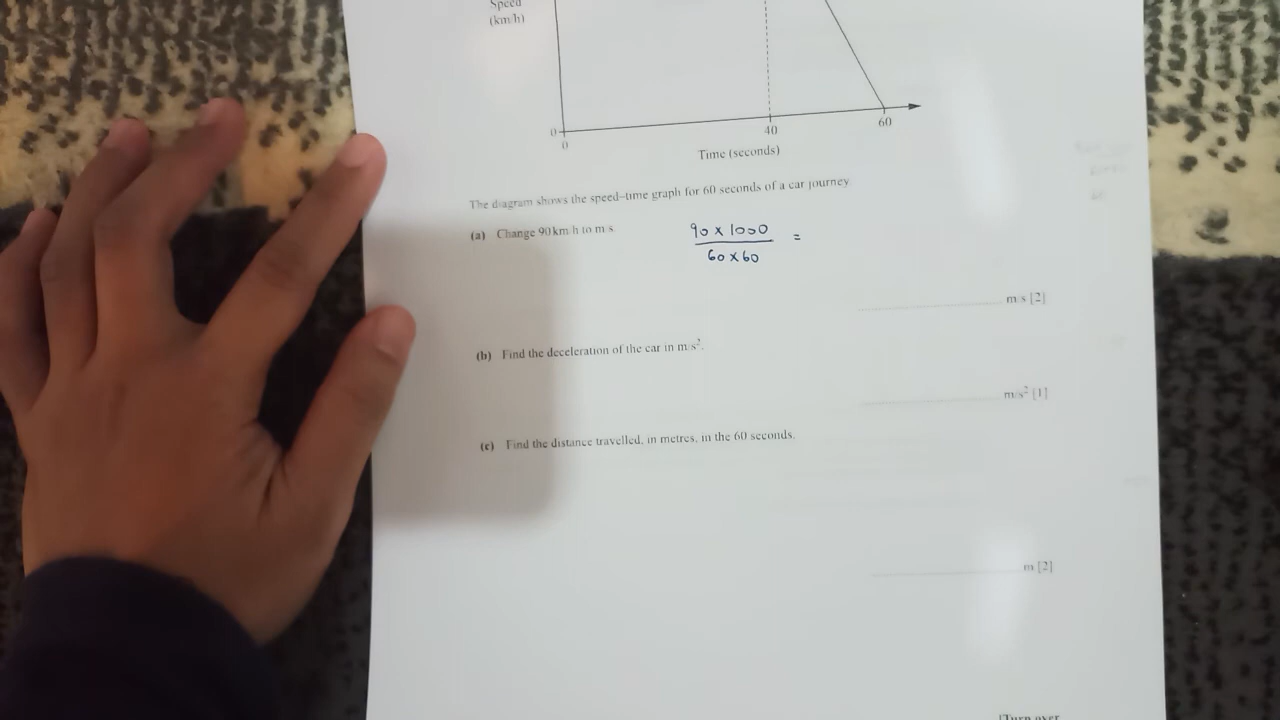 Speed
(km/h)
0
0
40
60
Time (seconds)
The diagram shows the speed–time graph for 60 seconds of a car journey
(a) Change 90 km/h to m/s.
90 x 1000
60 x 60
=
m/s [2]
(b) Find the deceleration of the car in m/s².
m/s² [1]
(c) Find the distance travelled, in metres, in the 60 seconds.
m [2]
[Turn over